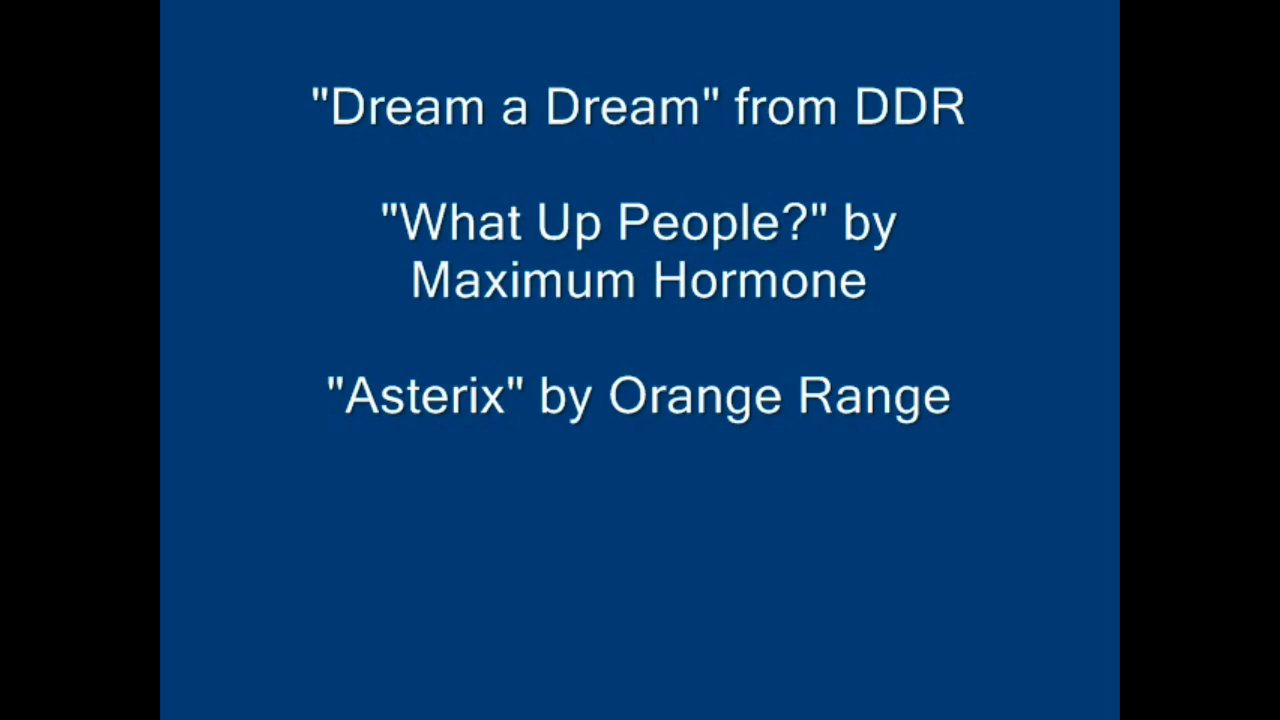 "Dream a Dream" from DDR
"What Up People?" by
Maximum Hormone
"Asterix" by Orange Range